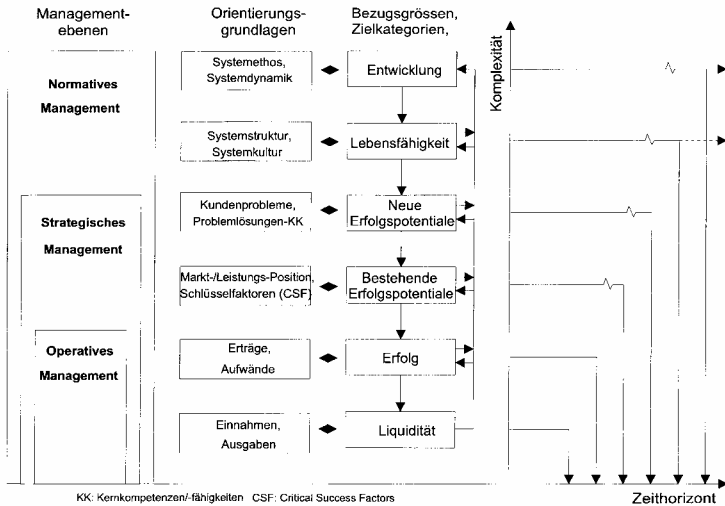 Management-
ebenen
Orientierungs-
grundlagen
Bezugsgrössen,
Zielkategorien,
Komplexität
Normatives
Management
Systemethos,
Systemdynamik
Entwicklung
Systemstruktur,
Systemkultur
Lebensfähigkeit
Strategisches
Management
Kundenprobleme,
Problemlösungen-KK
Neue
Erfolgspotentiale
Markt-/Leistungs-Position,
Schlüsselfaktoren (CSF)
Bestehende
Erfolgspotentiale
Operatives
Management
Erträge,
Aufwände
Erfolg
Einnahmen,
Ausgaben
Liquidität
KK: Kernkompetenzen/-fähigkeiten CSF: Critical Success Factors
Zeithorizont